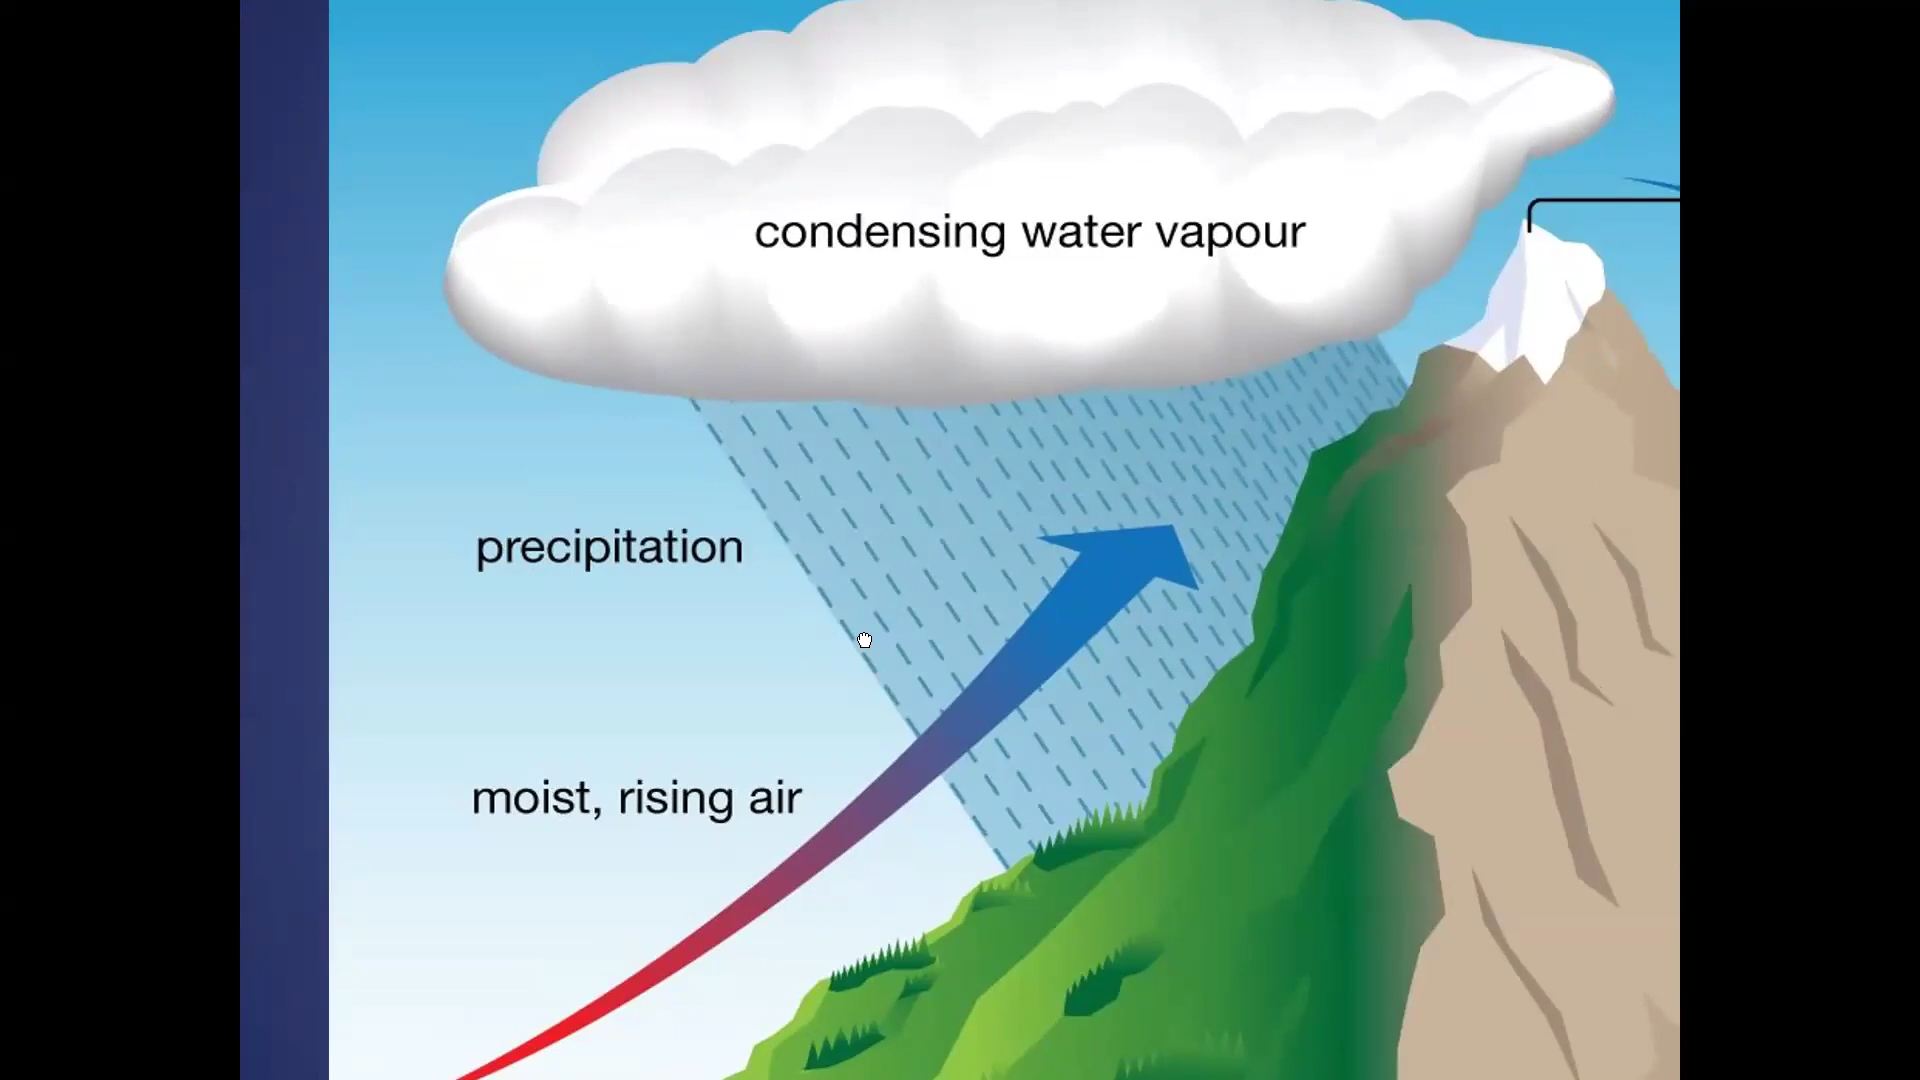 condensing water vapour
precipitation
moist, rising air